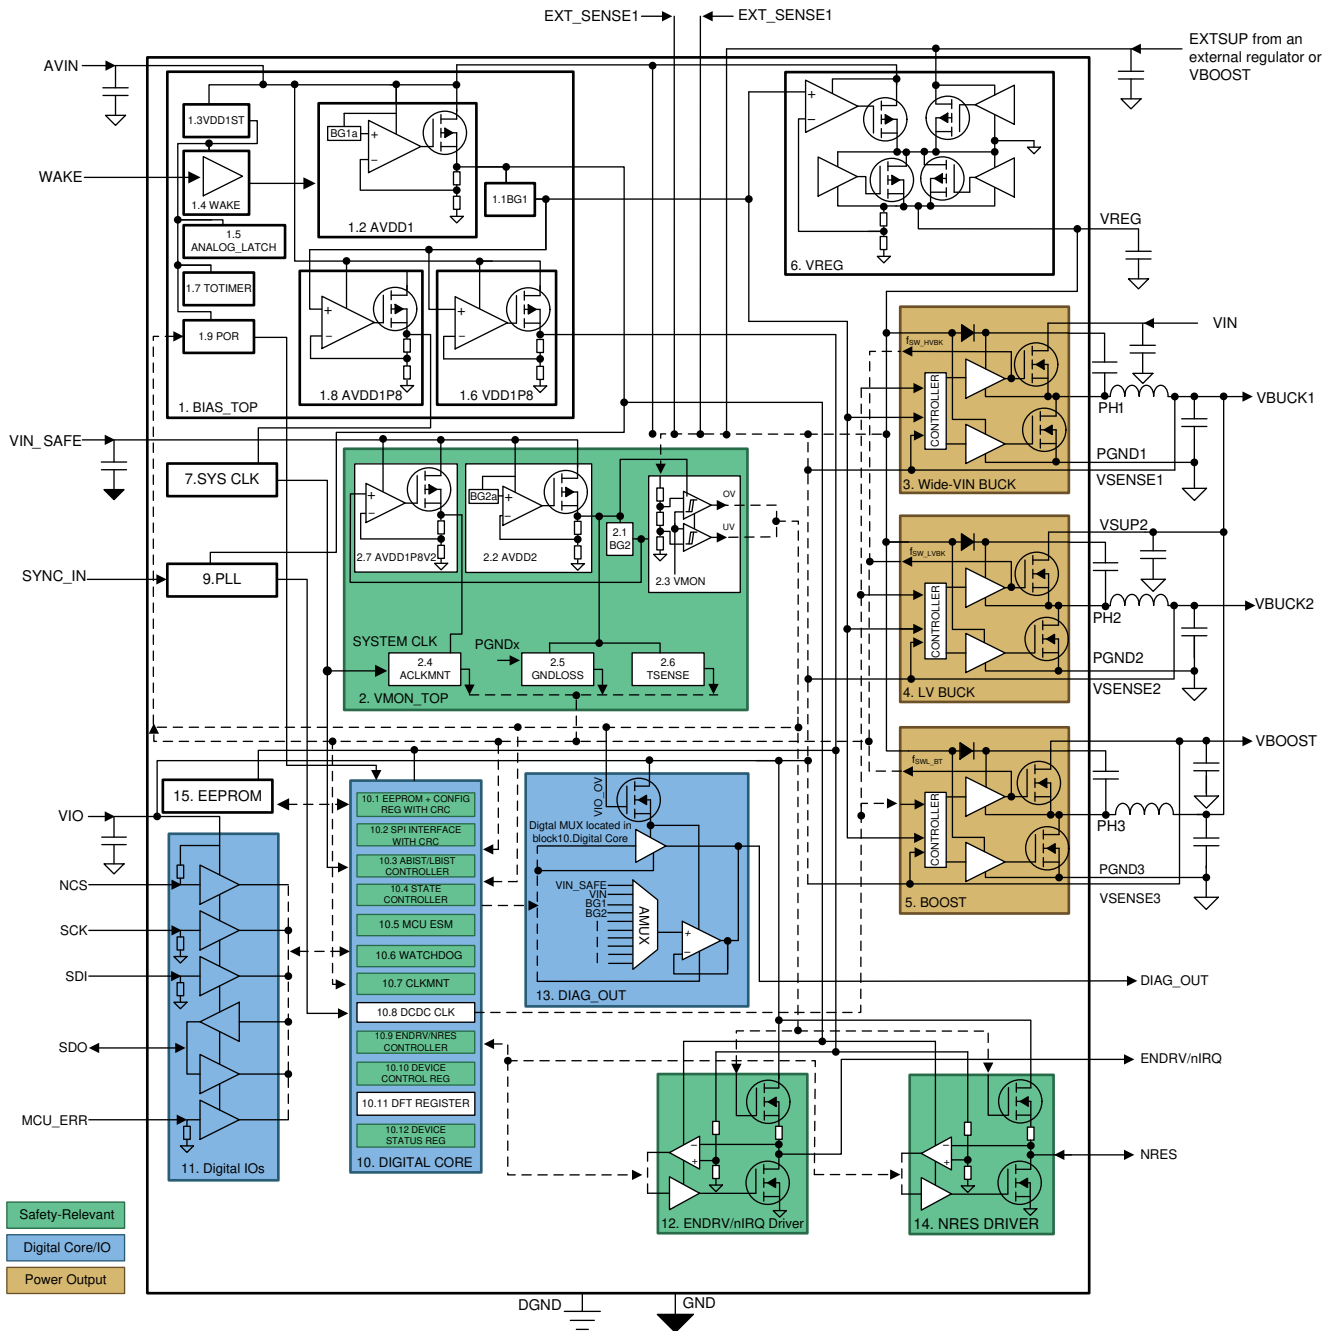 EXT_SENSE1
EXT_SENSE1
EXTSUP from an
external regulator or
VBOOST
AVIN
1.3VDD1ST
BG1a
+
−
WAKE
1.4 WAKE
1.2 AVDD1
1.1BG1
1.5
ANALOG_LATCH
1.7 TOTIMER
1.9 POR
+
−
+
−
1.8 AVDD1P8
1.6 VDD1P8
1. BIAS_TOP
+
−
6. VREG
VREG
VIN
fSW_HVBK
CONTROLLER
PH1
VBUCK1
PGND1
VSENSE1
3. Wide-VIN BUCK
VIN_SAFE
7.SYS CLK
+
−
BG2a
+
−
2.7 AVDD1P8V2
2.2 AVDD2
2.1
BG2
OV
UV
2.3 VMON
VSUP2
fSW_LVBK
CONTROLLER
PH2
VBUCK2
PGND2
VSENSE2
4. LV BUCK
SYNC_IN
9.PLL
SYSTEM CLK
PGNDx
2.4
ACLKMNT
2.5
GNDLOSS
2.6
TSENSE
2. VMON_TOP
VBOOST
fSWL_BT
CONTROLLER
PH3
PGND3
VSENSE3
5. BOOST
15. EEPROM
VIO
NCS
SCK
SDI
SDO
MCU_ERR
11. Digital IOs
10.1 EEPROM + CONFIG
REG WITH CRC
10.2 SPI INTERFACE
WITH CRC
10.3 ABIST/LBIST
CONTROLLER
10.4 STATE
CONTROLLER
10.5 MCU ESM
10.6 WATCHDOG
10.7 CLKMNT
10.8 DCDC CLK
10.9 ENDRV/NRES
CONTROLLER
10.10 DEVICE
CONTROL REG
10.11 DFT REGISTER
10.12 DEVICE
STATUS REG
10. DIGITAL CORE
VIO_OV
Digtal MUX located in
block10.Digital Core
VIN_SAFE
VIN
BG1
BG2
AMUX
+
−
13. DIAG_OUT
DIAG_OUT
ENDRV/nIRQ
NRES
−
+
12. ENDRV/nIRQ Driver
−
+
14. NRES DRIVER
Safety-Relevant
Digital Core/IO
Power Output
DGND
GND